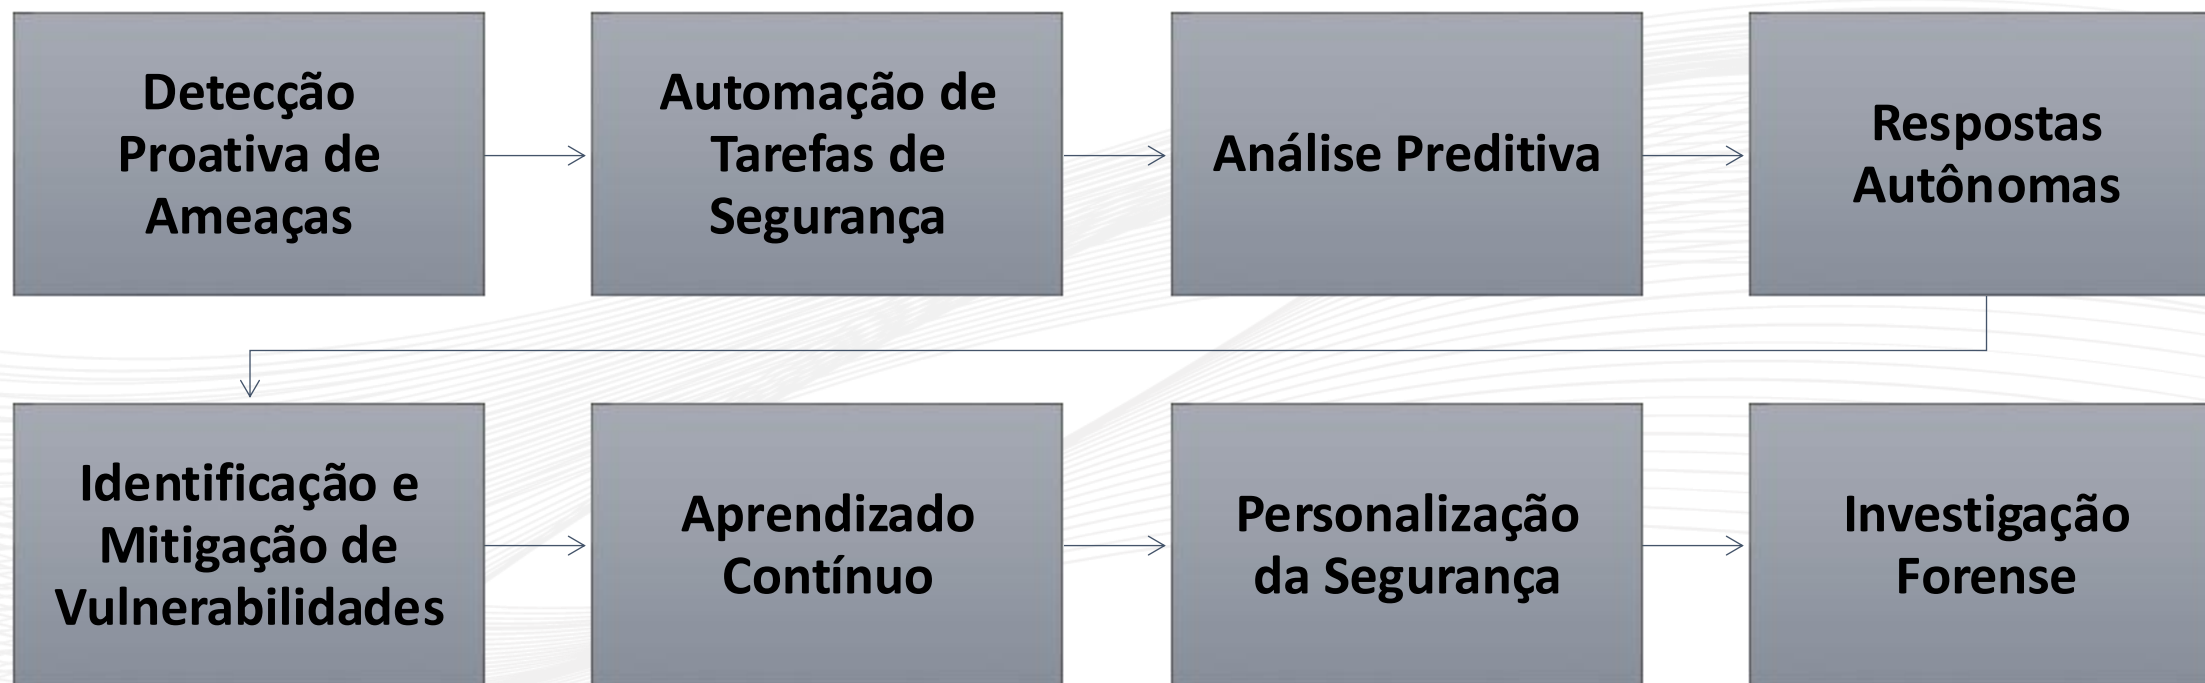 Detecção
Proativa de
Ameaças
Automação de
Tarefas de
Segurança
Análise Preditiva
Respostas
Autônomas
Identificação e
Mitigação de
Vulnerabilidades
Aprendizado
Contínuo
Personalização
da Segurança
Investigação
Forense